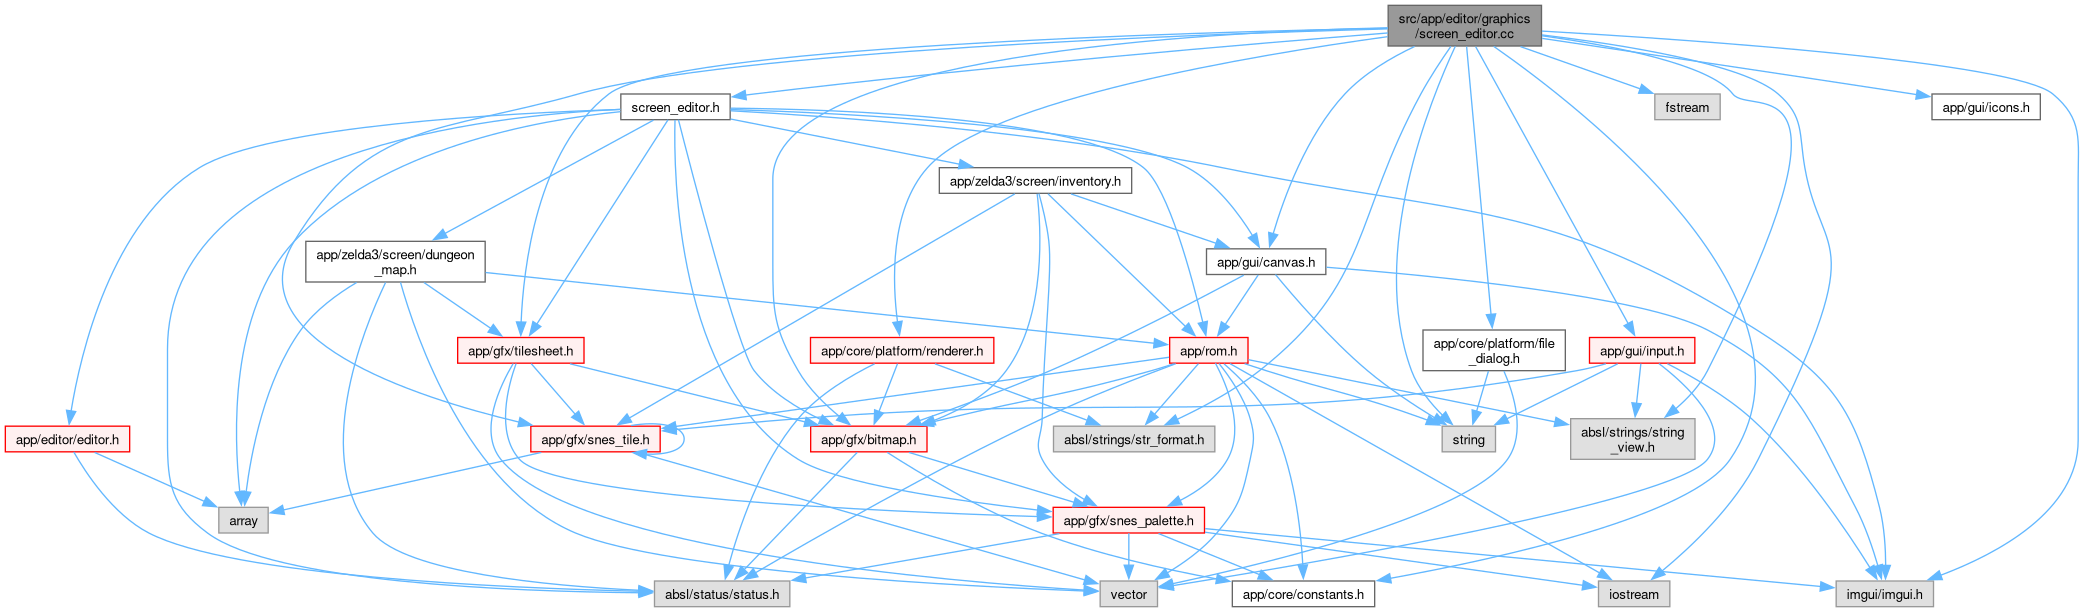 src/app/editor/graphics
/screen_editor.cc
screen_editor.h
fstream
app/gui/icons.h
app/zelda3/screen/inventory.h
app/zelda3/screen/dungeon
_map.h
app/gui/canvas.h
app/gfx/tilesheet.h
app/core/platform/renderer.h
app/rom.h
app/core/platform/file
_dialog.h
app/gui/input.h
app/editor/editor.h
app/gfx/snes_tile.h
app/gfx/bitmap.h
absl/strings/str_format.h
string
absl/strings/string
_view.h
array
app/gfx/snes_palette.h
absl/status/status.h
vector
app/core/constants.h
iostream
imgui/imgui.h